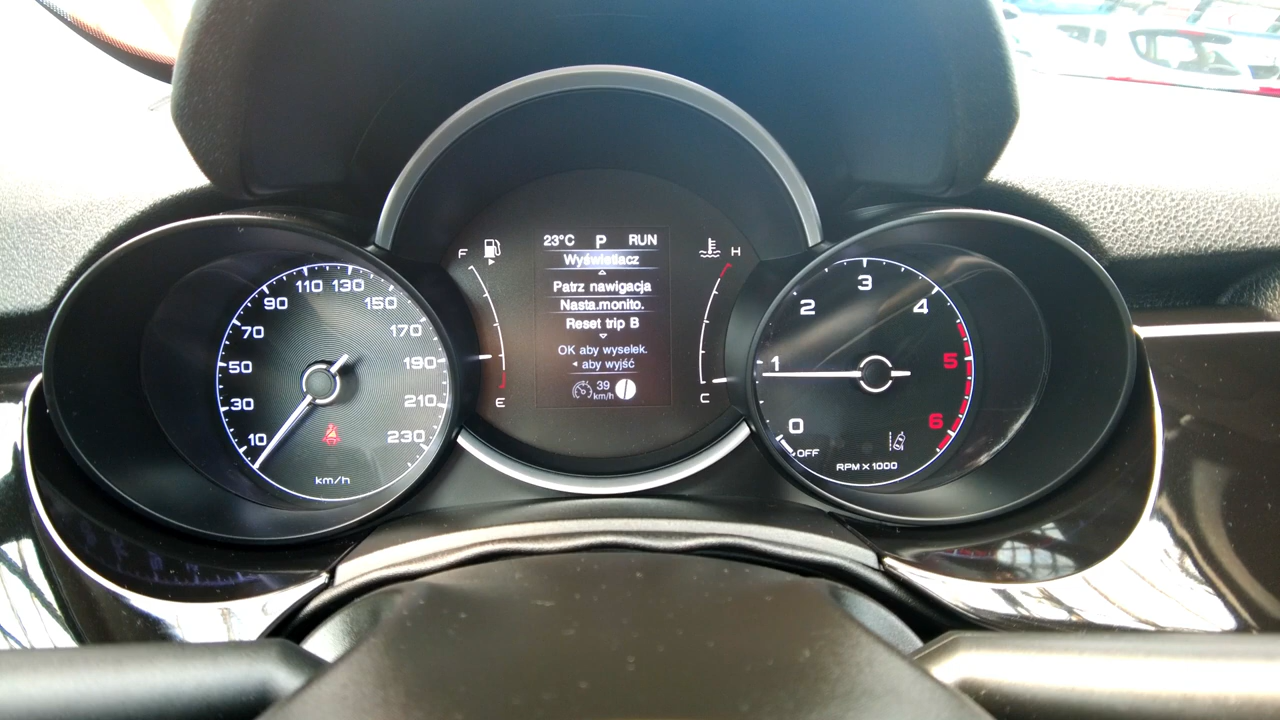 110 130
90 150
70 170
50 190
30 210
10 230
km/h
F
E
23°C P RUN
Wyświetlacz
Patrz nawigacja
Nasta.monito.
Reset trip B
OK aby wyselek.
aby wyjść
39
km/h
H
C
3
2 4
1 5
0 6
OFF
RPM X 1000